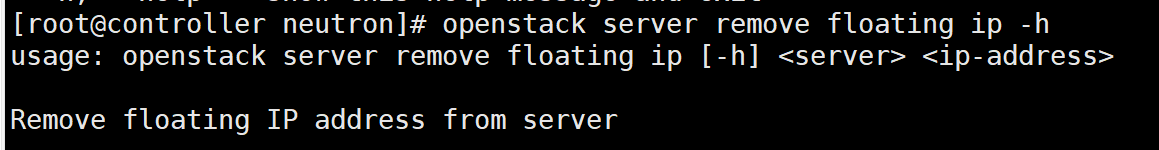 [root@controller neutron]# openstack server remove floating ip -h
usage: openstack server remove floating ip [-h] <server> <ip-address>
Remove floating IP address from server